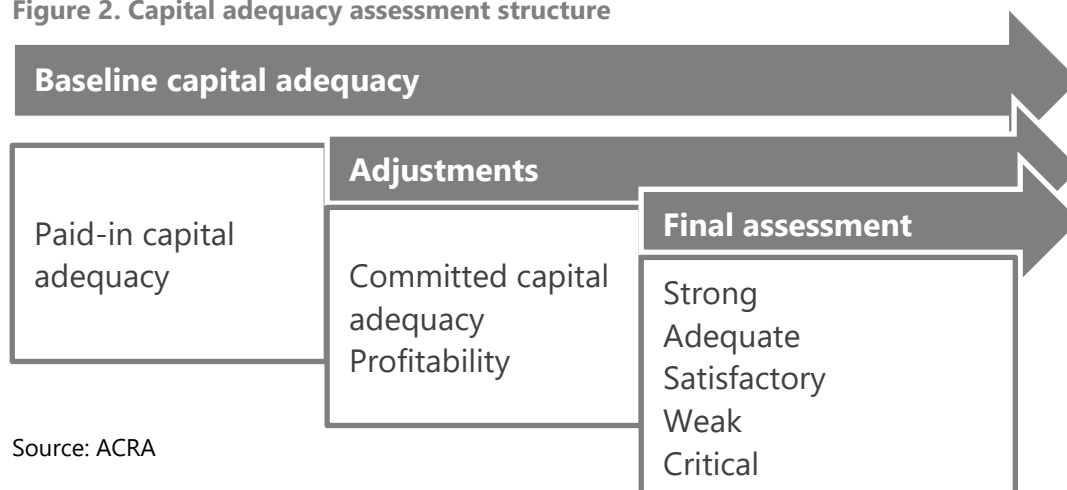 Figure 2. Capital adequacy assessment structure
Baseline capital adequacy
Paid-in capital
adequacy
Adjustments
Committed capital
adequacy
Profitability
Final assessment
Strong
Adequate
Satisfactory
Weak
Critical
Source: ACRA